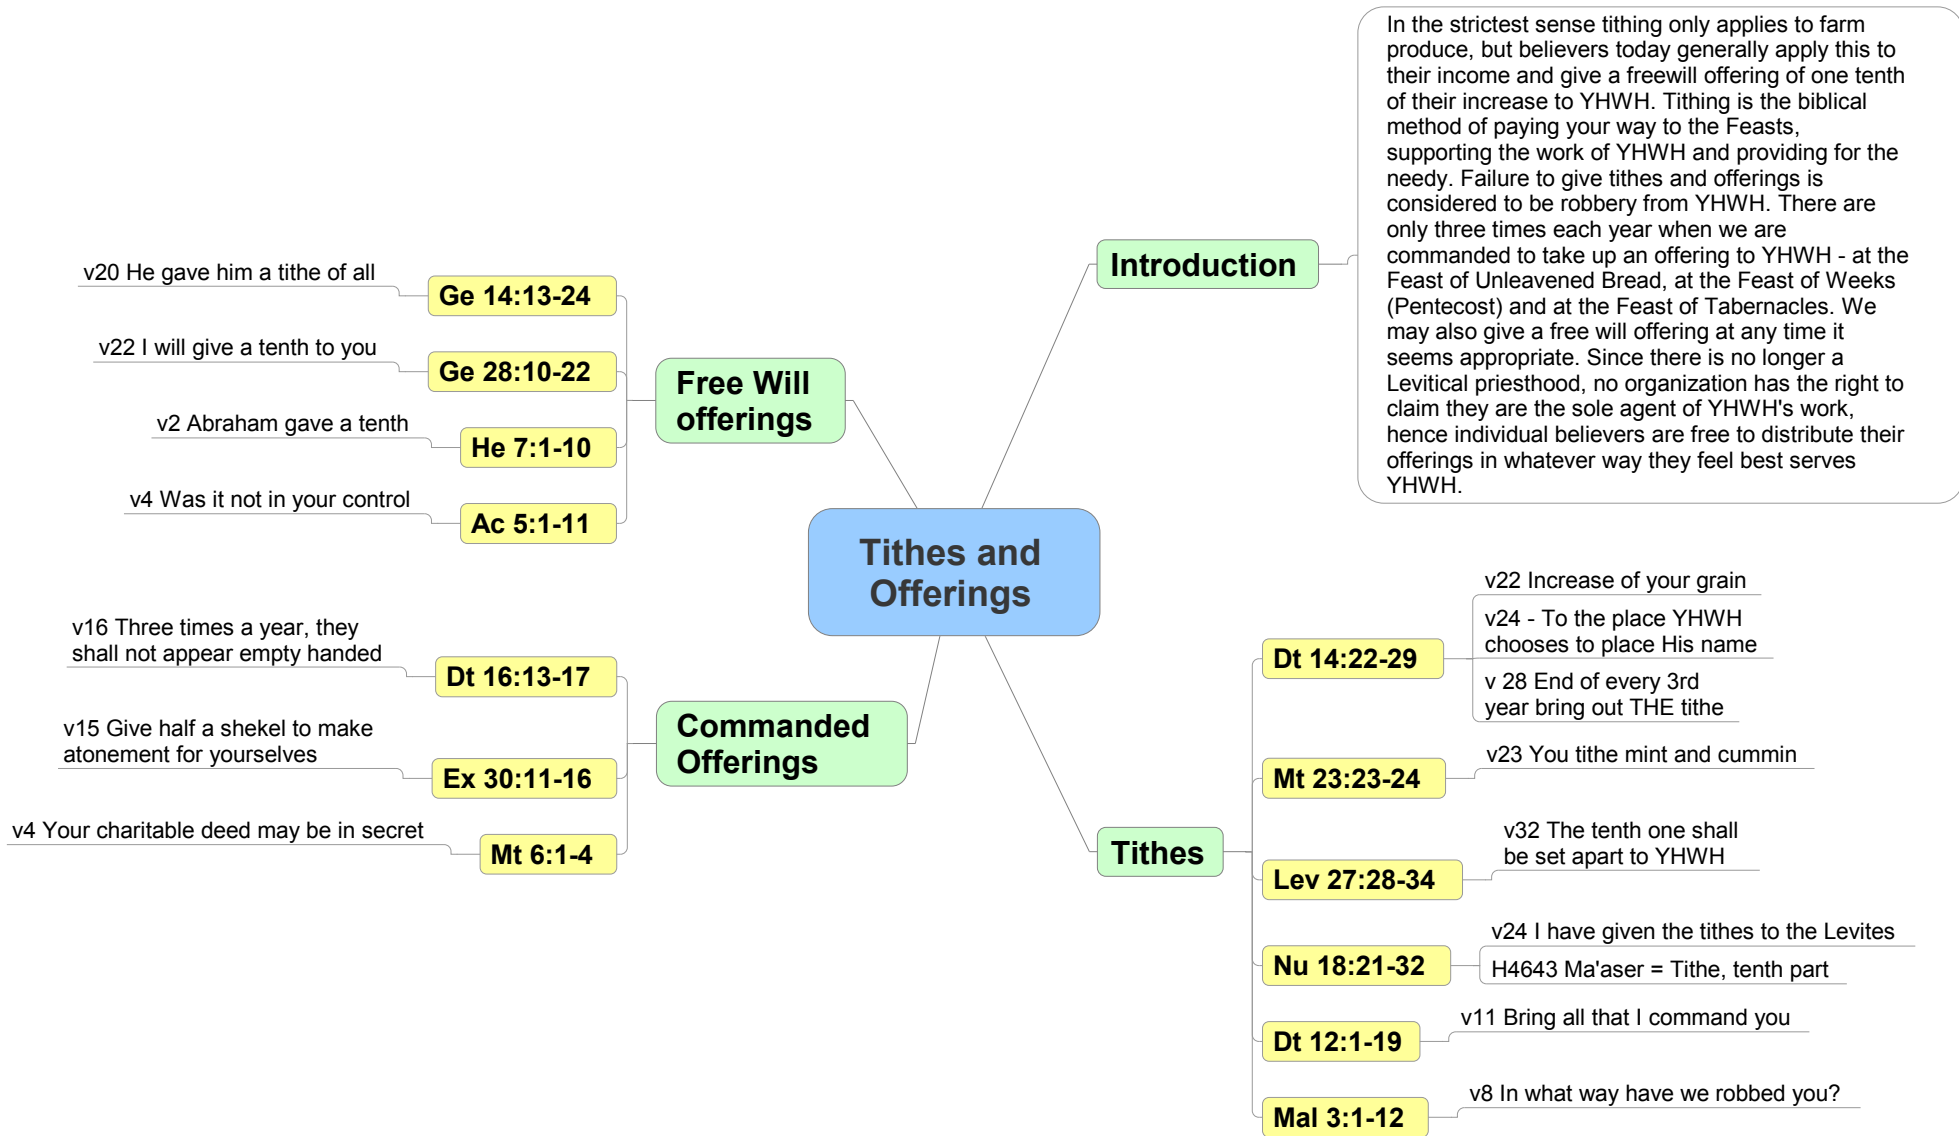 Tithes and
Offerings
Introduction
In the strictest sense tithing only applies to farm
produce, but believers today generally apply this to
their income and give a freewill offering of one tenth
of their increase to YHWH. Tithing is the biblical
method of paying your way to the Feasts,
supporting the work of YHWH and providing for the
needy. Failure to give tithes and offerings is
considered to be robbery from YHWH. There are
only three times each year when we are
commanded to take up an offering to YHWH - at the
Feast of Unleavened Bread, at the Feast of Weeks
(Pentecost) and at the Feast of Tabernacles. We
may also give a free will offering at any time it
seems appropriate. Since there is no longer a
Levitical priesthood, no organization has the right to
claim they are the sole agent of YHWH's work,
hence individual believers are free to distribute their
offerings in whatever way they feel best serves
YHWH.
Tithes
Dt 14:22-29
v22 Increase of your grain
v24 - To the place YHWH
chooses to place His name
v 28 End of every 3rd
year bring out THE tithe
Mt 23:23-24
v23 You tithe mint and cummin
Lev 27:28-34
v32 The tenth one shall
be set apart to YHWH
Nu 18:21-32
v24 I have given the tithes to the Levites
H4643 Ma'aser = Tithe, tenth part
Dt 12:1-19
v11 Bring all that I command you
Mal 3:1-12
v8 In what way have we robbed you?
Free Will
offerings
Ge 14:13-24
v20 He gave him a tithe of all
Ge 28:10-22
v22 I will give a tenth to you
He 7:1-10
v2 Abraham gave a tenth
Ac 5:1-11
v4 Was it not in your control
Commanded
Offerings
Dt 16:13-17
v16 Three times a year, they
shall not appear empty handed
Ex 30:11-16
v15 Give half a shekel to make
atonement for yourselves
Mt 6:1-4
v4 Your charitable deed may be in secret